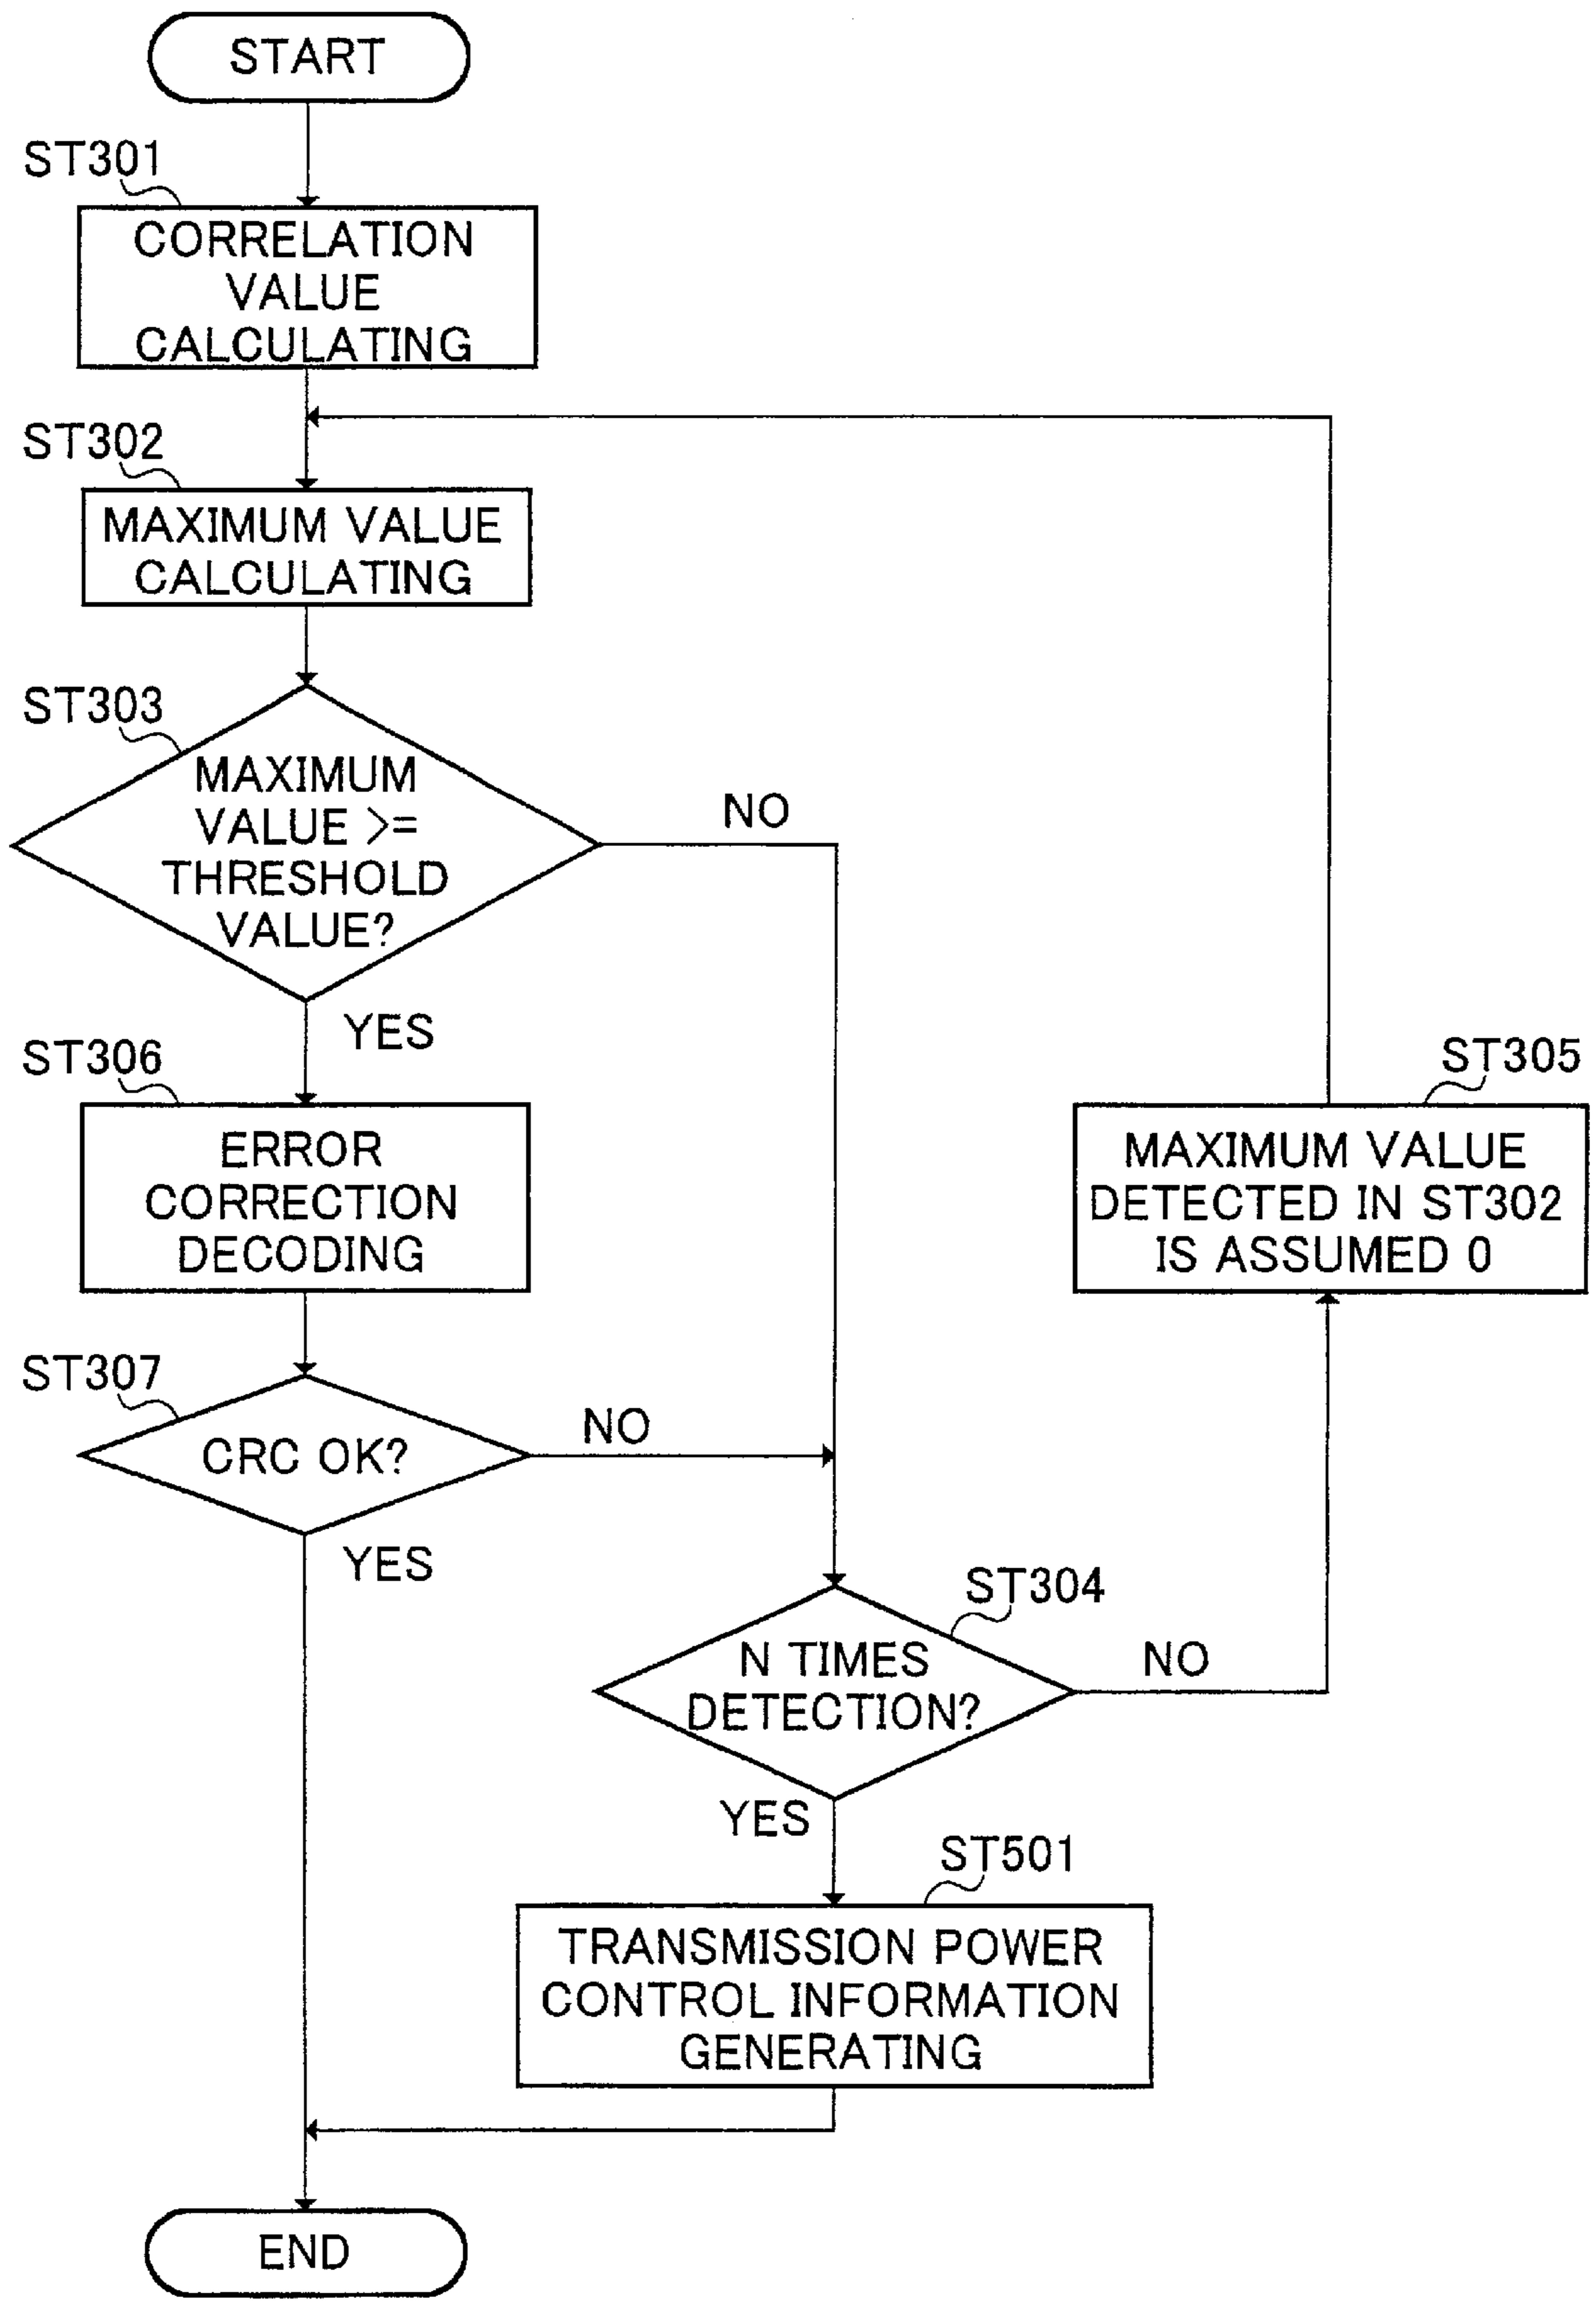 START
ST301
CORRELATION
VALUE
CALCULATING
ST302
MAXIMUM VALUE
CALCULATING
ST303
MAXIMUM
VALUE >=
THRESHOLD
VALUE?
NO
YES
ST306
ERROR
CORRECTION
DECODING
ST305
MAXIMUM VALUE
DETECTED IN ST302
IS ASSUMED 0
ST307
CRC OK?
NO
YES
ST304
N TIMES
DETECTION?
NO
YES
ST501
TRANSMISSION POWER
CONTROL INFORMATION
GENERATING
END